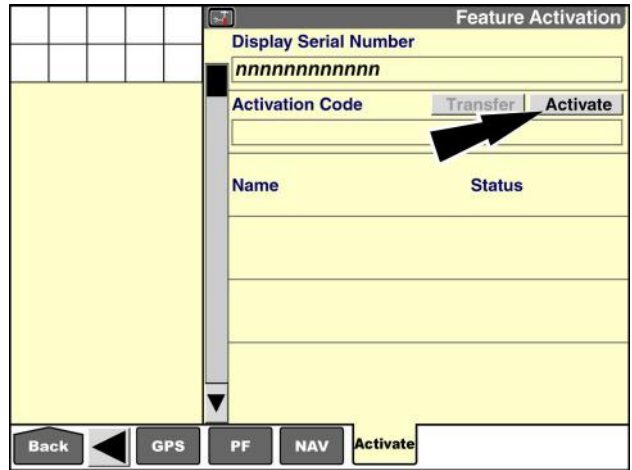 Feature Activation
Display Serial Number
nnnnnnnnnnnn
Activation Code Transfer Activate
Name Status
Back GPS PF NAV Activate